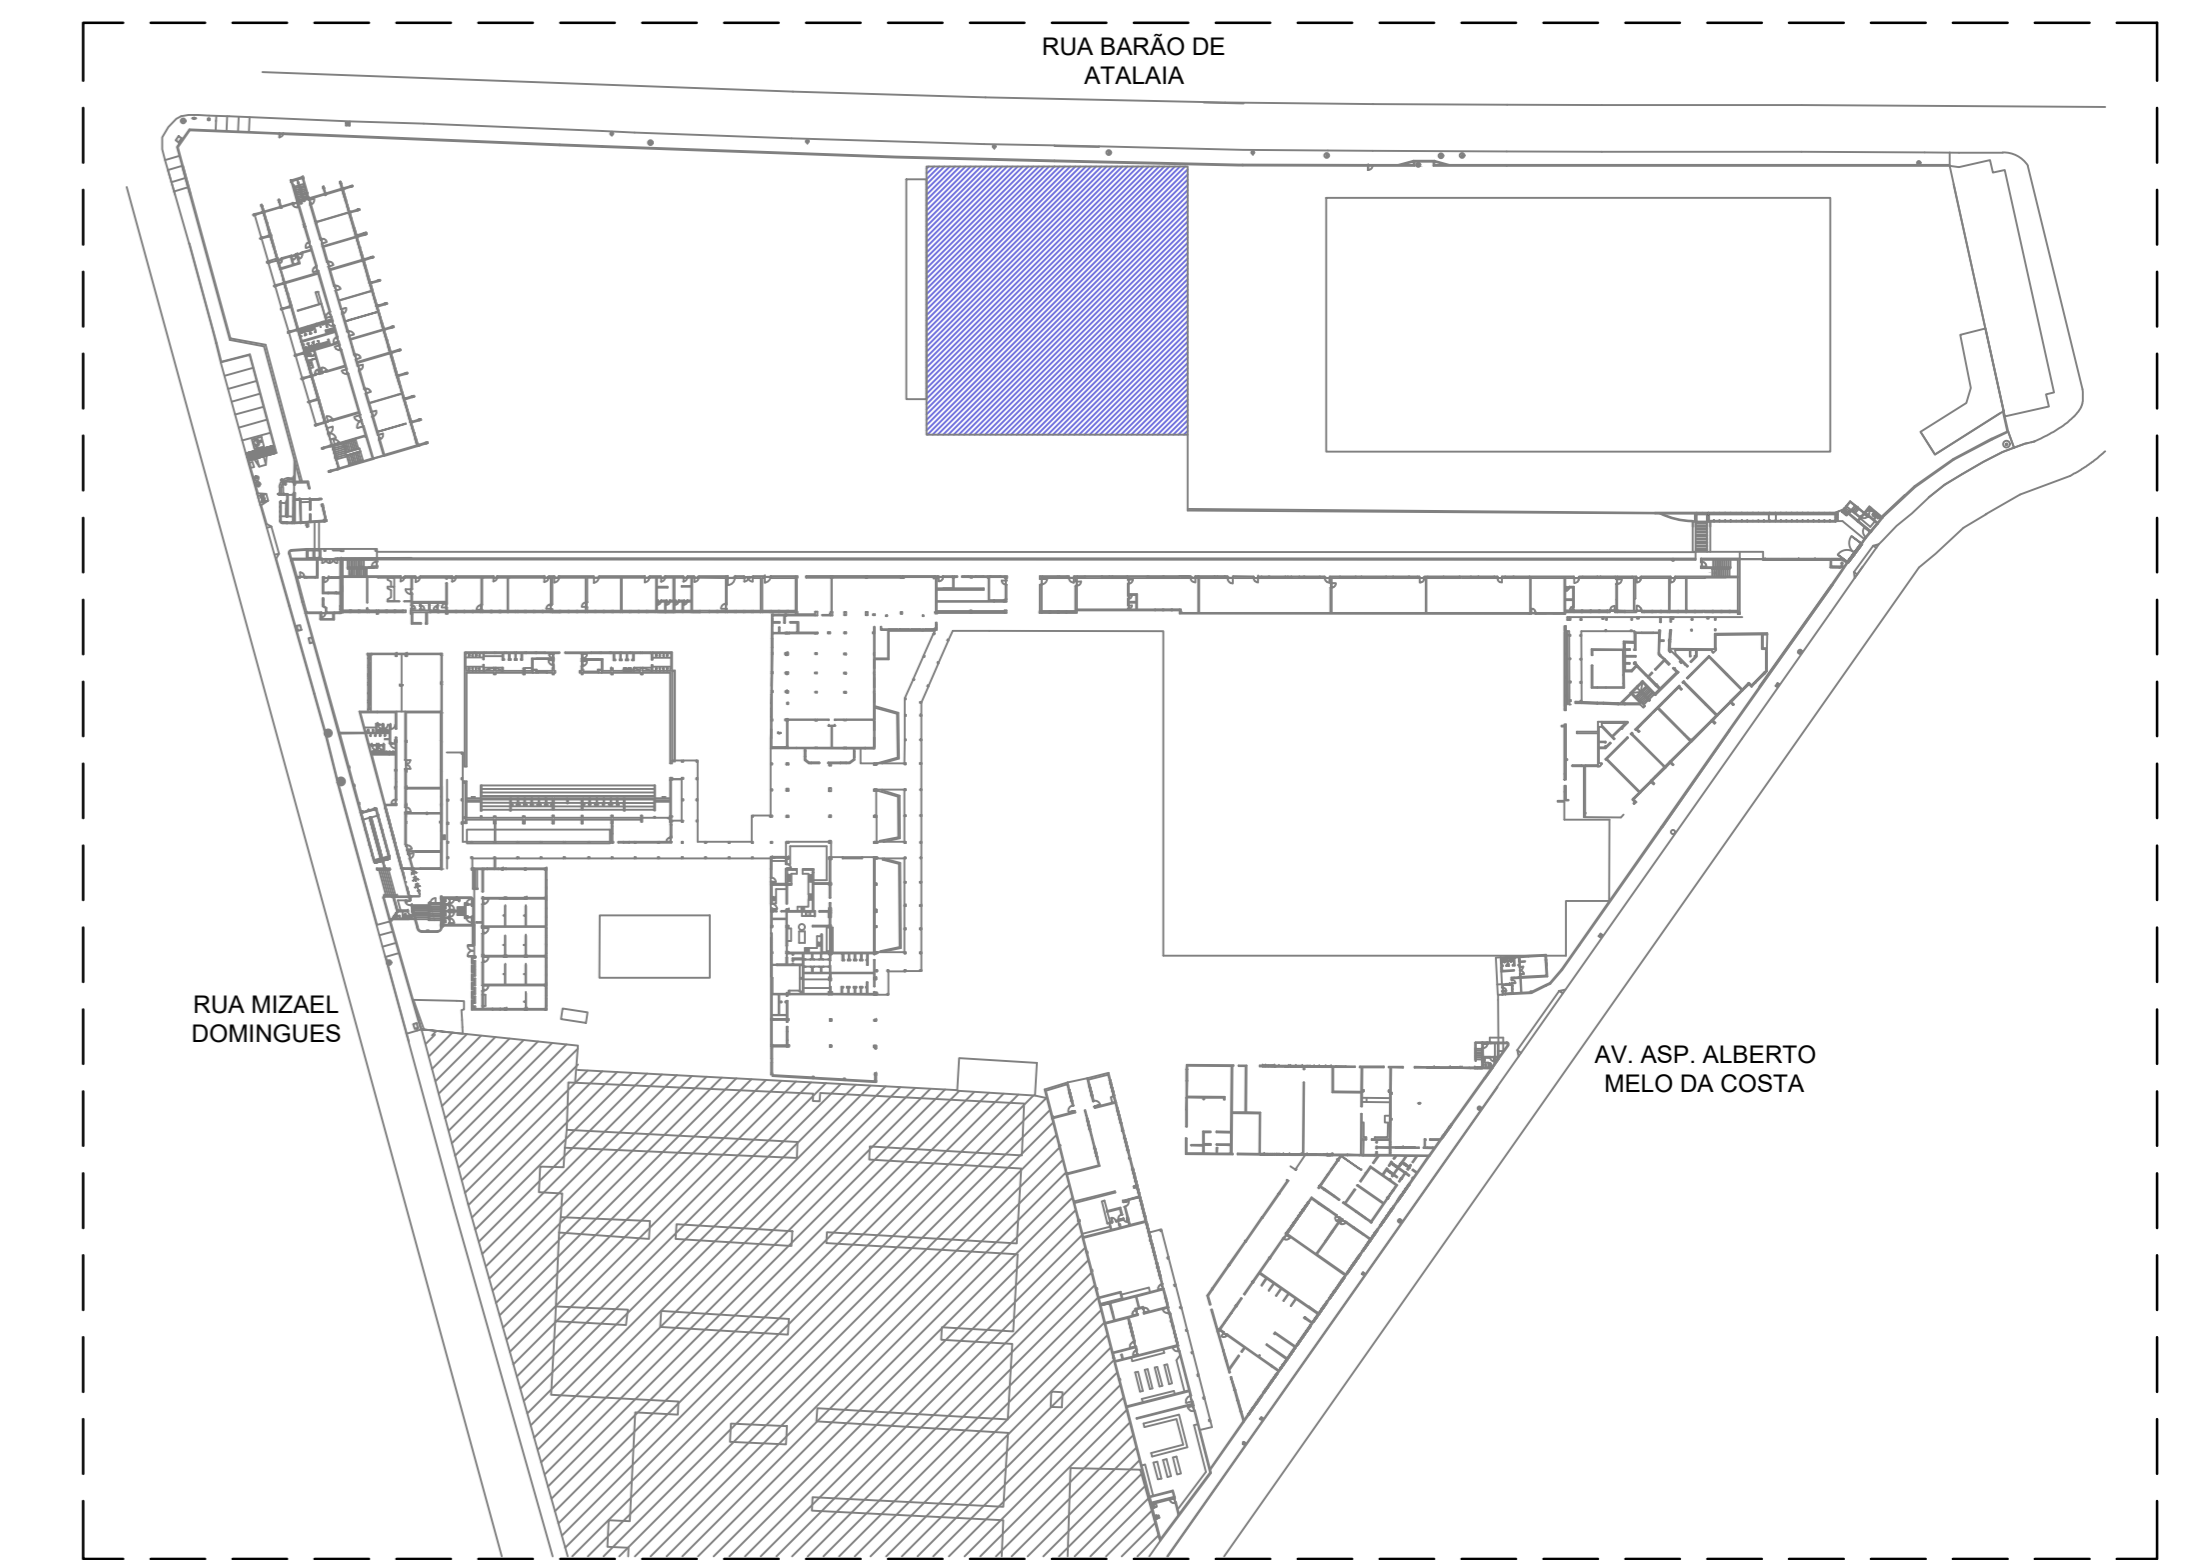 RUA BARÃO DE
ATALAIA
RUA MIZAEL
DOMINGUES
AV. ASP. ALBERTO
MELO DA COSTA